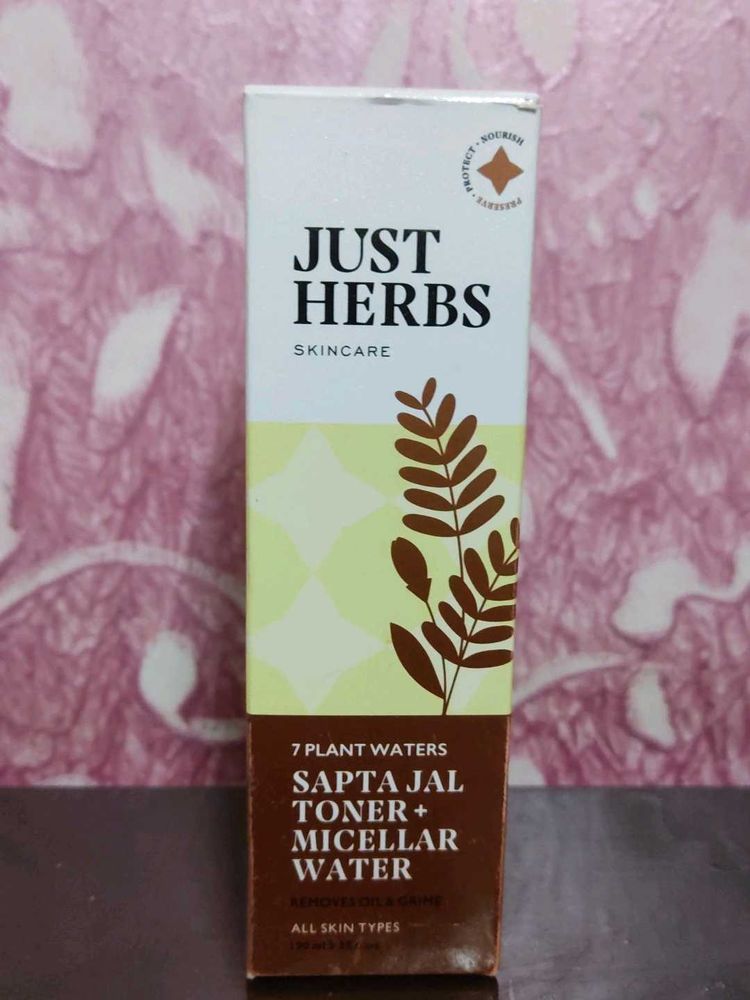 PRESERVE • PROTECT • NOURISH
JUST
HERBS
SKINCARE
7 PLANT WATERS
SAPTA JAL
TONER +
MICELLAR
WATER
REMOVES OIL & GRIME
ALL SKIN TYPES